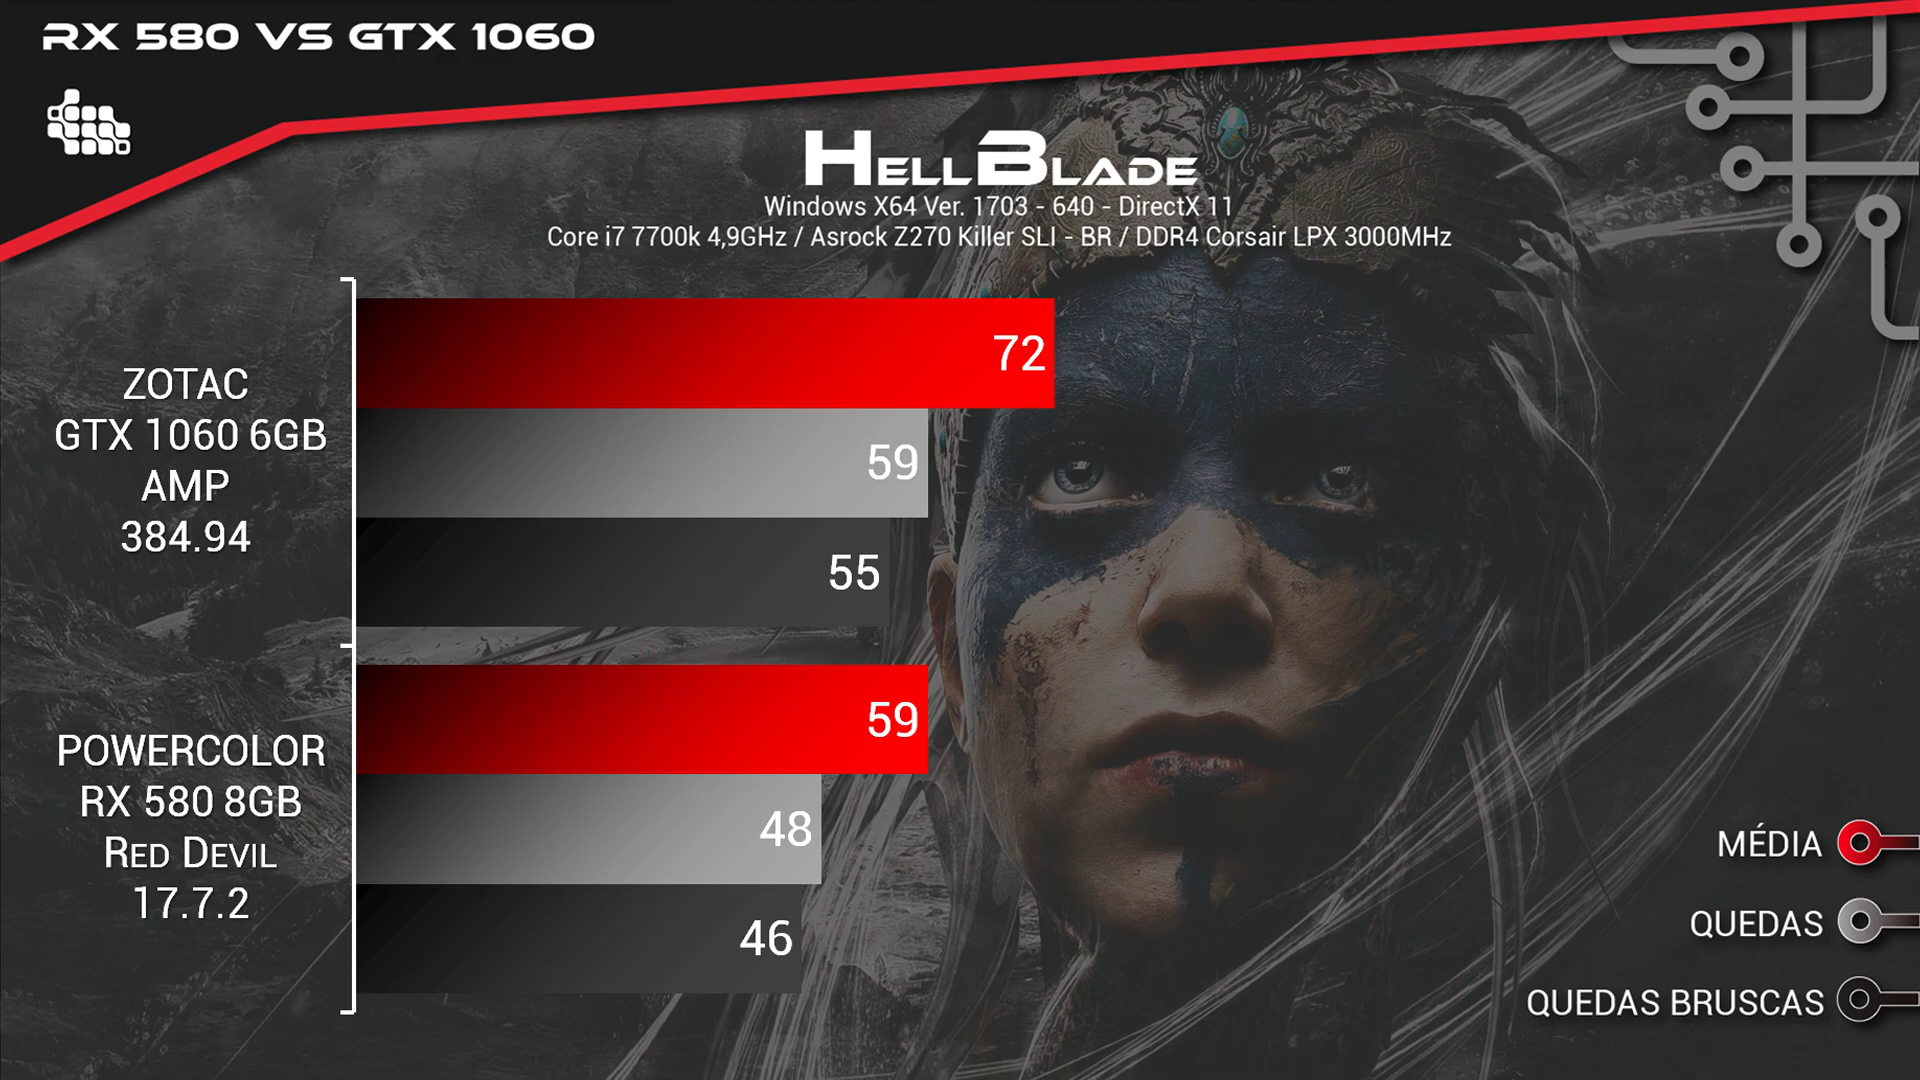 RX 580 VS GTX 1060
HELLBLADE
Windows X64 Ver. 1703 - 640 - DirectX 11
Core i7 7700k 4,9GHz / Asrock Z270 Killer SLI - BR / DDR4 Corsair LPX 3000MHz
ZOTAC
GTX 1060 6GB
AMP
384.94
72
59
55
POWERCOLOR
RX 580 8GB
RED DEVIL
17.7.2
59
48
46
MÉDIA
QUEDAS
QUEDAS BRUSCAS